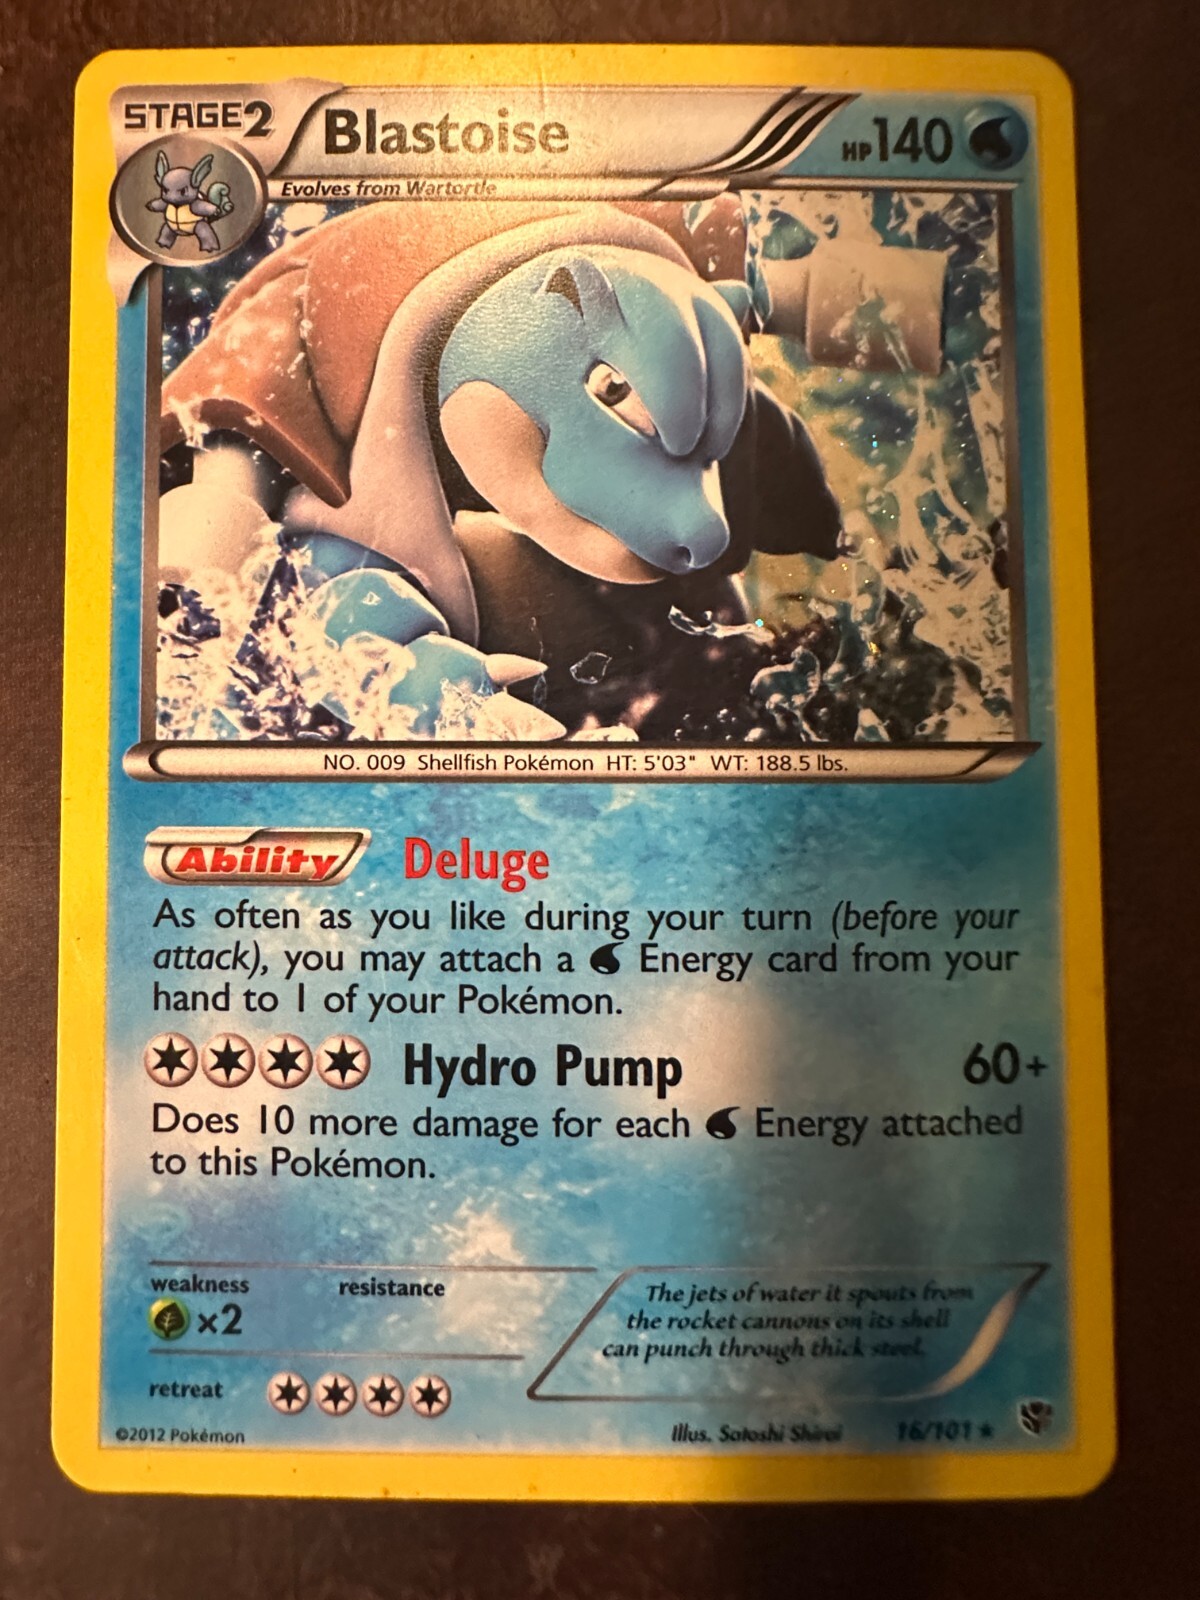 STAGE2
Blastoise
HP140
Evolves from Wartortle
NO. 009 Shellfish Pokémon HT: 5'03" WT: 188.5 lbs.
Ability Deluge
As often as you like during your turn (before your
attack), you may attach a Energy card from your
hand to 1 of your Pokémon.
Hydro Pump 60+
Does 10 more damage for each Energy attached
to this Pokémon.
weakness resistance
×2
The jets of water it spouts from
the rocket cannons on its shell
can punch through thick steel.
retreat
©2012 Pokémon
Illus. Satoshi Shirai
16/101 ★